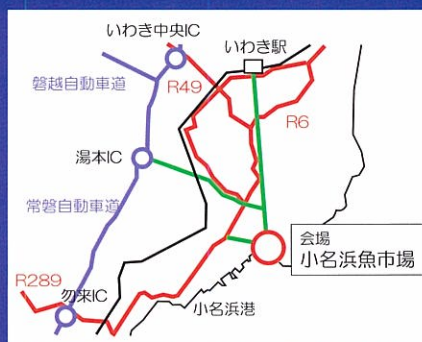 いわき中央IC
いわき駅
磐越自動車道
R49
R6
湯本IC
常磐自動車道
会場
小名浜魚市場
R289
勿来IC
小名浜港